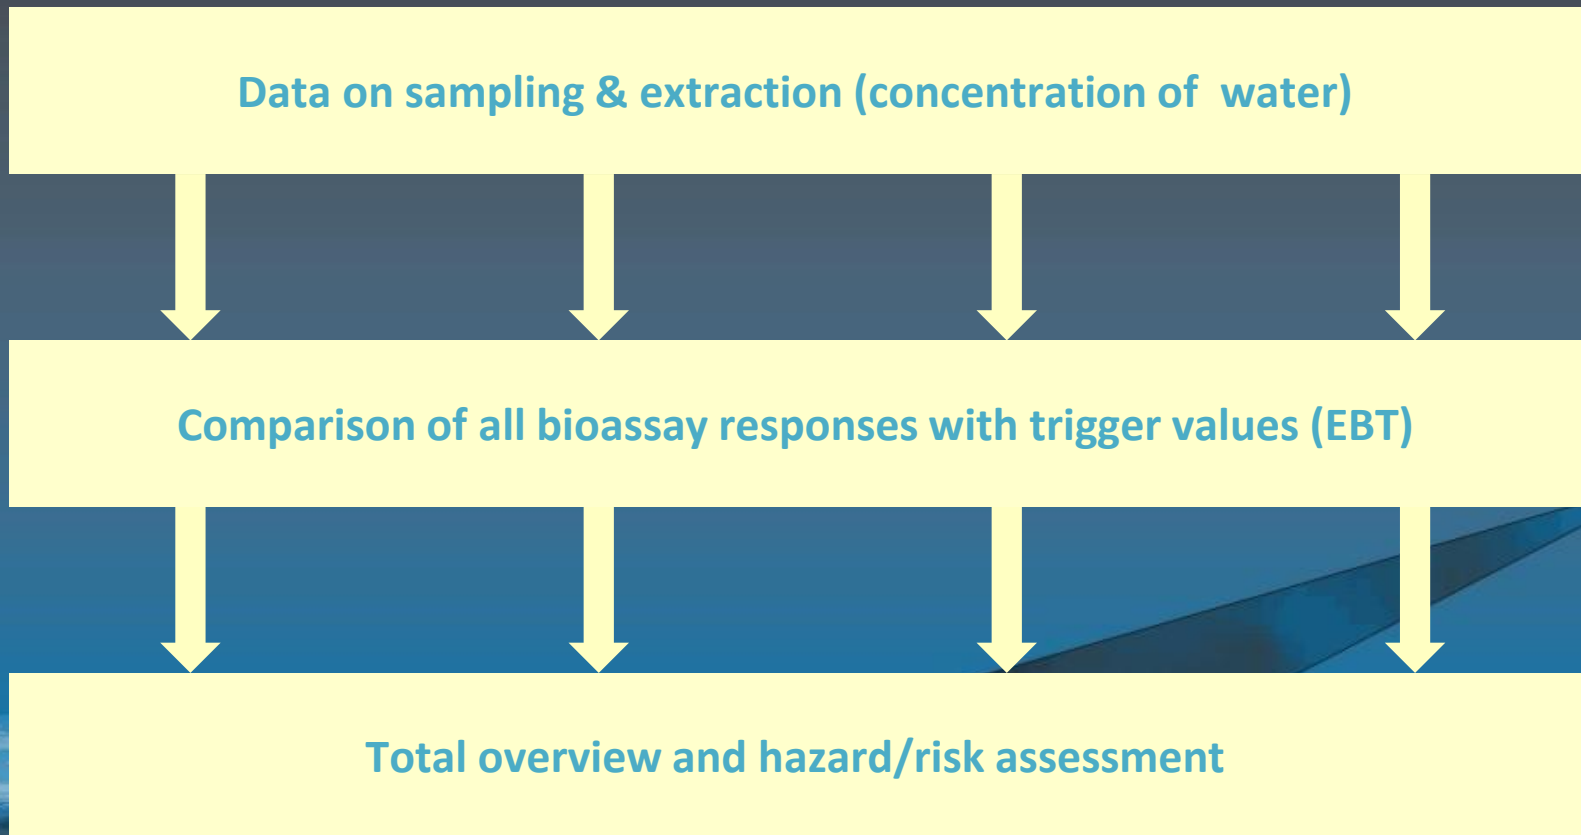 Data on sampling & extraction (concentration of  water)
Comparison of all bioassay responses with trigger values (EBT)
Total overview and hazard/risk assessment